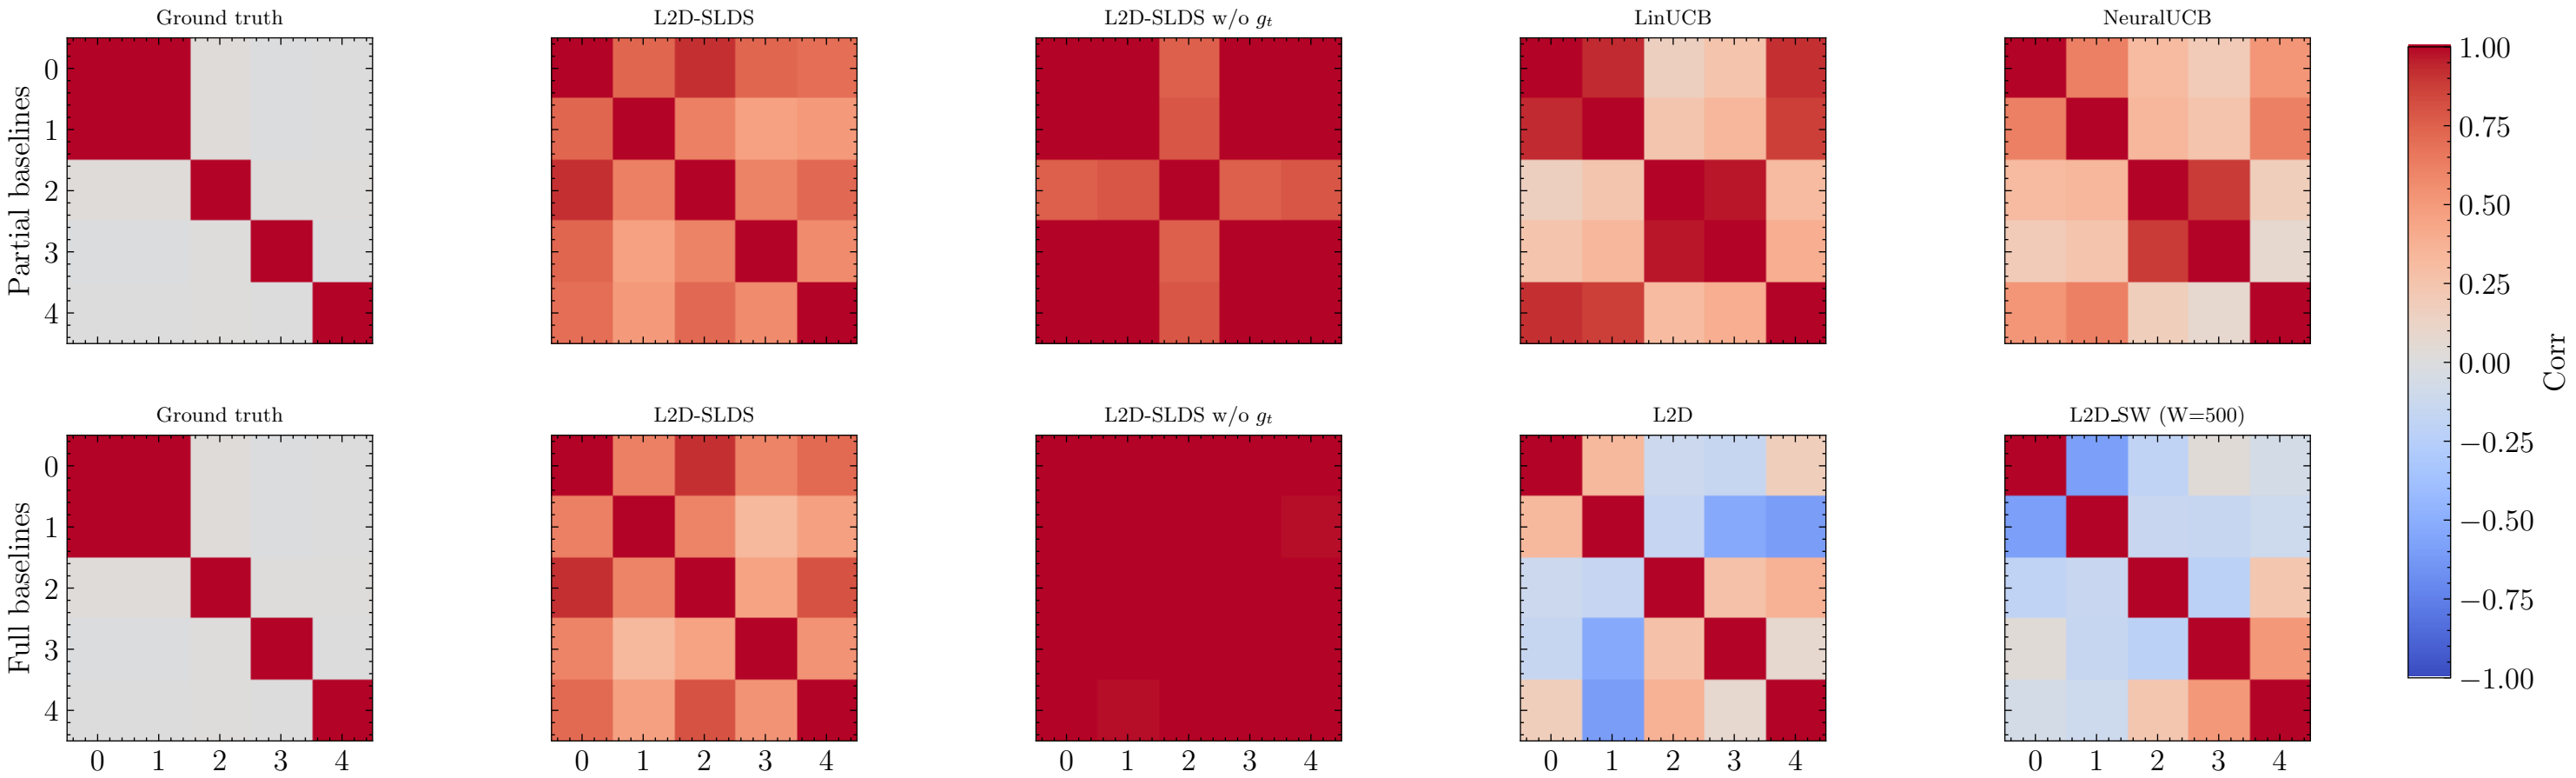 Ground truth
L2D-SLDS
L2D-SLDS w/o g_t
LinUCB
NeuralUCB
Partial baselines
0
1
2
3
4
Ground truth
L2D-SLDS
L2D-SLDS w/o g_t
L2D
L2D_SW (W=500)
Full baselines
0
1
2
3
4
0 1 2 3 4
0 1 2 3 4
0 1 2 3 4
0 1 2 3 4
0 1 2 3 4
1.00
0.75
0.50
0.25
0.00
−0.25
−0.50
−0.75
−1.00
Corr